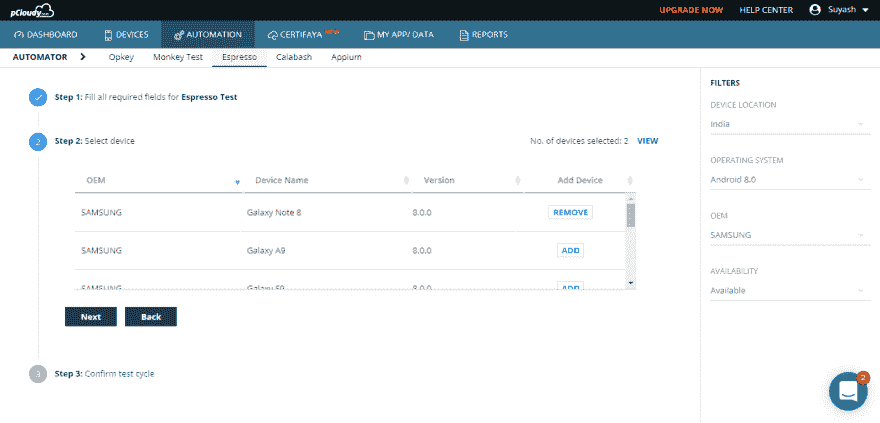 pCloudy
UPGRADE NOW HELP CENTER Suyash
DASHBOARD DEVICES AUTOMATION CERTIFAYA NEW MY APP/ DATA REPORTS
AUTOMATOR Opkey Monkey Test Espresso Calabash Appium
Step 1: Fill all required fields for Espresso Test
2 Step 2: Select device No. of devices selected: 2 VIEW
OEM Device Name Version Add Device
SAMSUNG Galaxy Note 8 8.0.0 REMOVE
SAMSUNG Galaxy A9 8.0.0 ADD
SAMSUNG Galaxy 8.0.0 ADD
Next Back
3 Step 3: Confirm test cycle
FILTERS
DEVICE LOCATION
India
OPERATING SYSTEM
Android 8.0
OEM
SAMSUNG
AVAILABILITY
Available
2